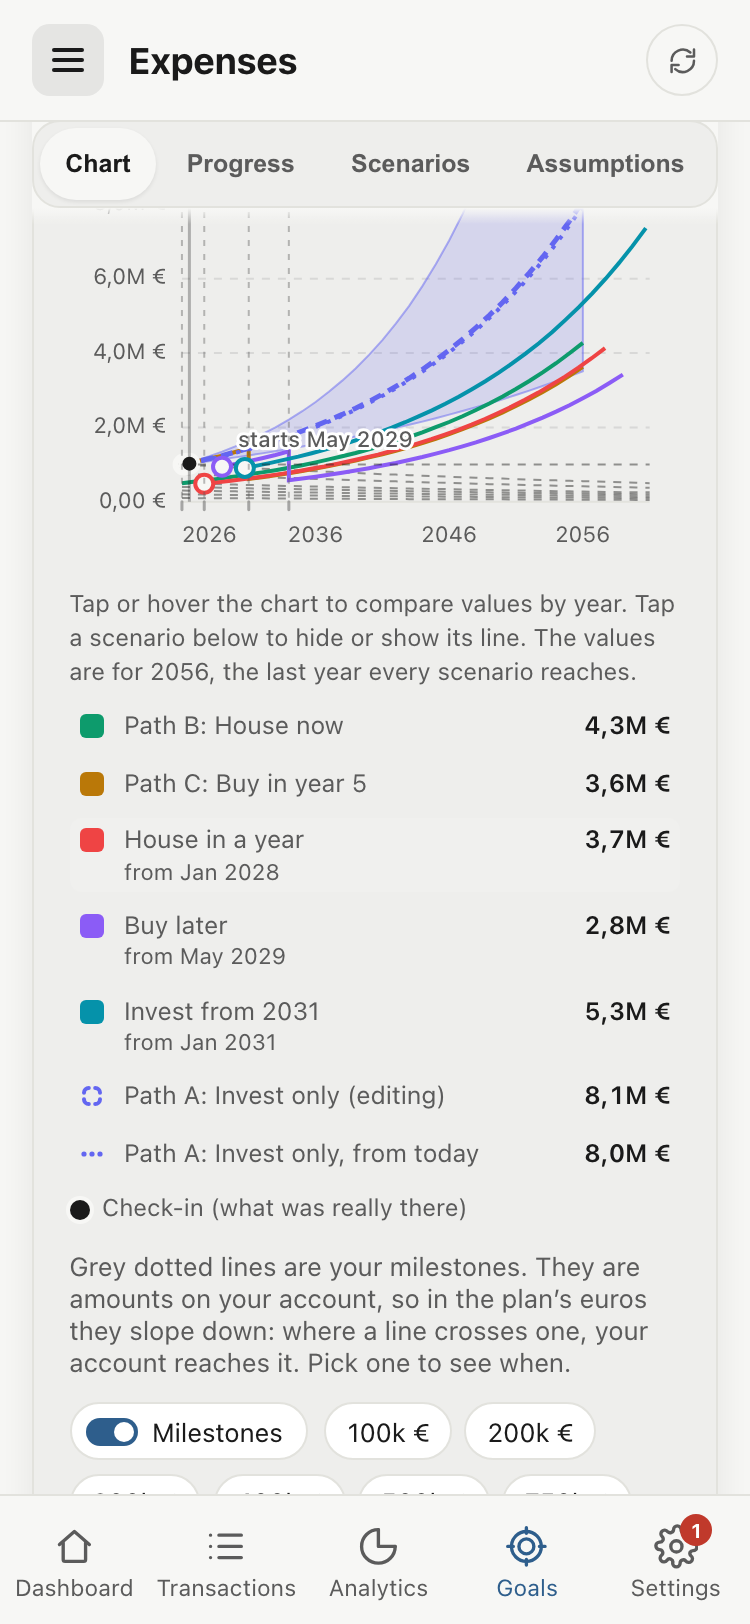 Expenses
Chart Progress Scenarios Assumptions
6,0M €
4,0M €
2,0M €
starts May 2029
0,00 €
2026 2036 2046 2056
Tap or hover the chart to compare values by year. Tap
a scenario below to hide or show its line. The values
are for 2056, the last year every scenario reaches.
Path B: House now 4,3M €
Path C: Buy in year 5 3,6M €
House in a year 3,7M €
from Jan 2028
Buy later 2,8M €
from May 2029
Invest from 2031 5,3M €
from Jan 2031
Path A: Invest only (editing) 8,1M €
Path A: Invest only, from today 8,0M €
Check-in (what was really there)
Grey dotted lines are your milestones. They are
amounts on your account, so in the plan’s euros
they slope down: where a line crosses one, your
account reaches it. Pick one to see when.
Milestones 100k € 200k €
1
Dashboard Transactions Analytics Goals Settings